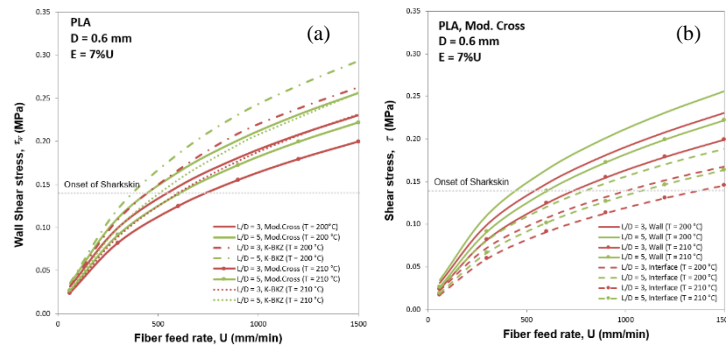 PLA
D = 0.6 mm
E = 7%U
(a)
Wall Shear stress, τw (MPa)
0.30
0.25
0.20
0.15
0.10
0.05
0.00
Onset of Sharkskin
L/D = 3, Mod.Cross (T = 200°C)
L/D = 5, Mod.Cross (T = 200°C)
L/D = 3, K-BKZ (T = 200°C)
L/D = 5, K-BKZ (T = 200°C)
L/D = 3, Mod.Cross (T = 210°C)
L/D = 5, Mod.Cross (T = 210°C)
L/D = 3, K-BKZ (T = 210°C)
L/D = 5, K-BKZ (T = 210°C)
0 500 1000 1500
Fiber feed rate, U (mm/min)
PLA, Mod. Cross
D = 0.6 mm
E = 7%U
(b)
Shear stress, τ (MPa)
0.30
0.25
0.20
0.15
0.10
0.05
0.00
Onset of Sharkskin
L/D = 3, Wall (T = 200°C)
L/D = 5, Wall (T = 200°C)
L/D = 3, Wall (T = 210°C)
L/D = 5, Wall (T = 210°C)
L/D = 3, Interface (T = 200°C)
L/D = 5, Interface (T = 200°C)
L/D = 3, Interface (T = 210°C)
L/D = 5, Interface (T = 210°C)
0 500 1000 1500
Fiber feed rate, U (mm/min)